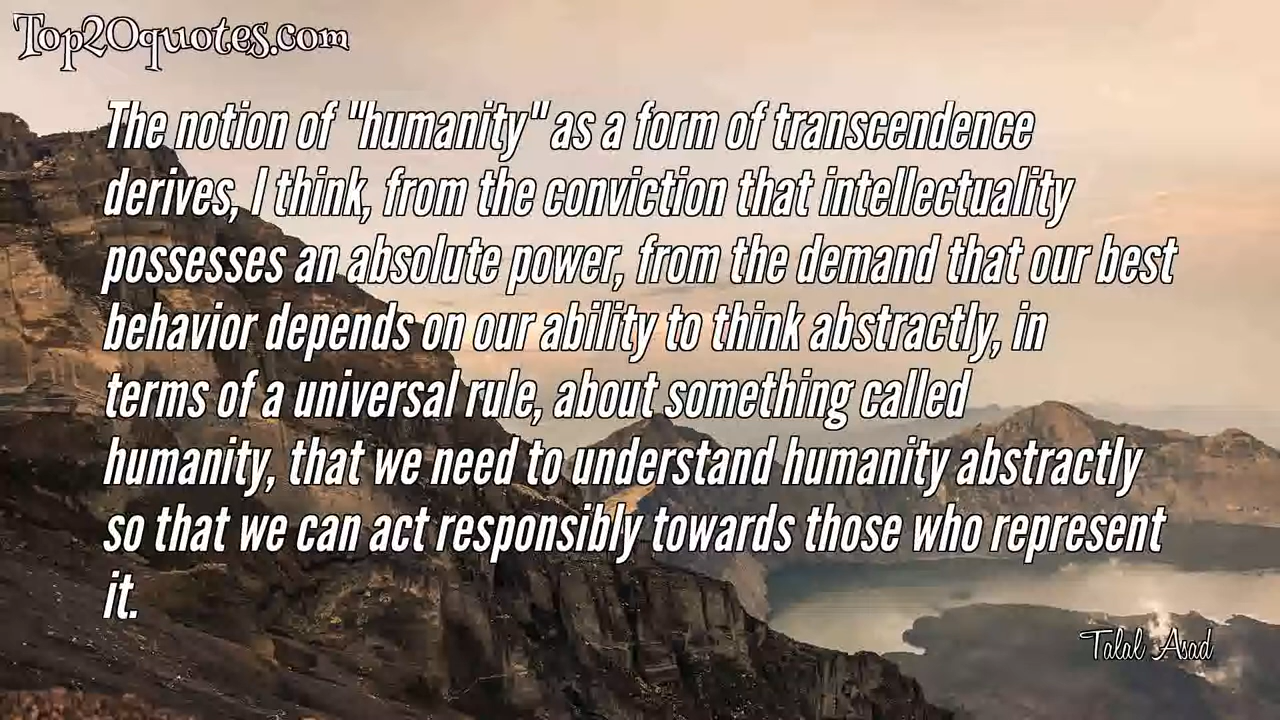 Top20quotes.com
The notion of "humanity" as a form of transcendence
derives, I think, from the conviction that intellectuality
possesses an absolute power, from the demand that our best
behavior depends on our ability to think abstractly, in
terms of a universal rule, about something called
humanity, that we need to understand humanity abstractly
so that we can act responsibly towards those who represent
it.
Talal Asad